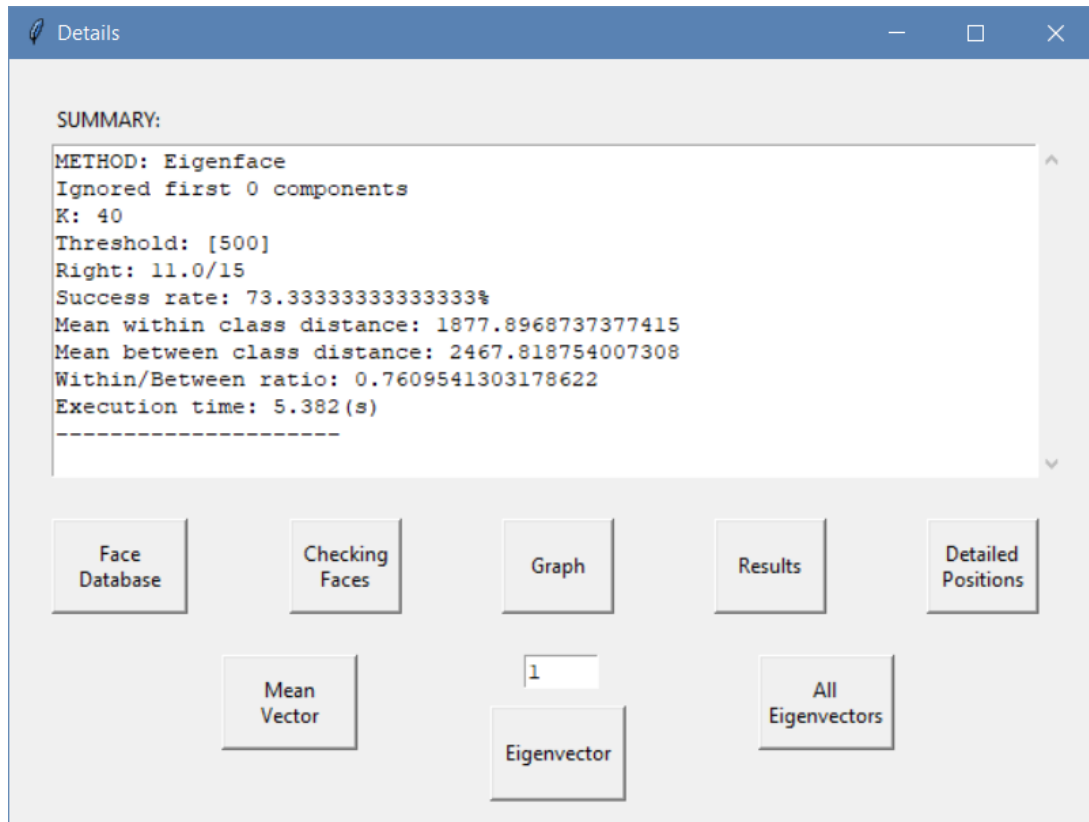 Details
SUMMARY:
METHOD: Eigenface
Ignored first 0 components
K: 40
Threshold: [500]
Right: 11.0/15
Success rate: 73.33333333333333%
Mean within class distance: 1877.8968737377415
Mean between class distance: 2467.818754007308
Within/Between ratio: 0.7609541303178622
Execution time: 5.382(s)
---------------------
Face
Database
Checking
Faces
Graph
Results
Detailed
Positions
Mean
Vector
1
Eigenvector
All
Eigenvectors